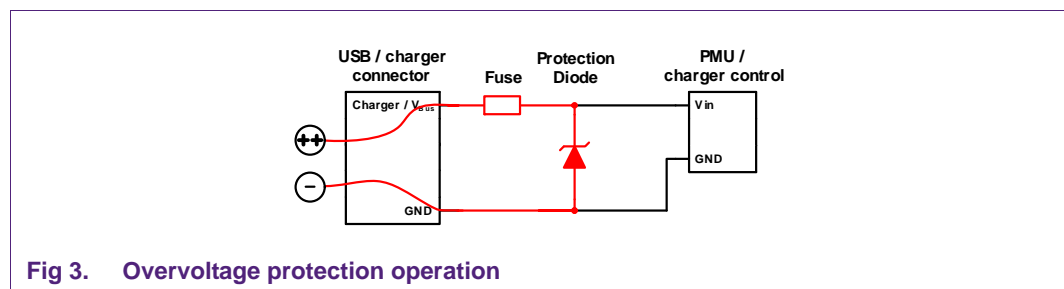 USB / charger
connector
Fuse
Protection
Diode
PMU /
charger control
Charger / VBus
Vin
++
−
GND
GND
Fig 3. Overvoltage protection operation